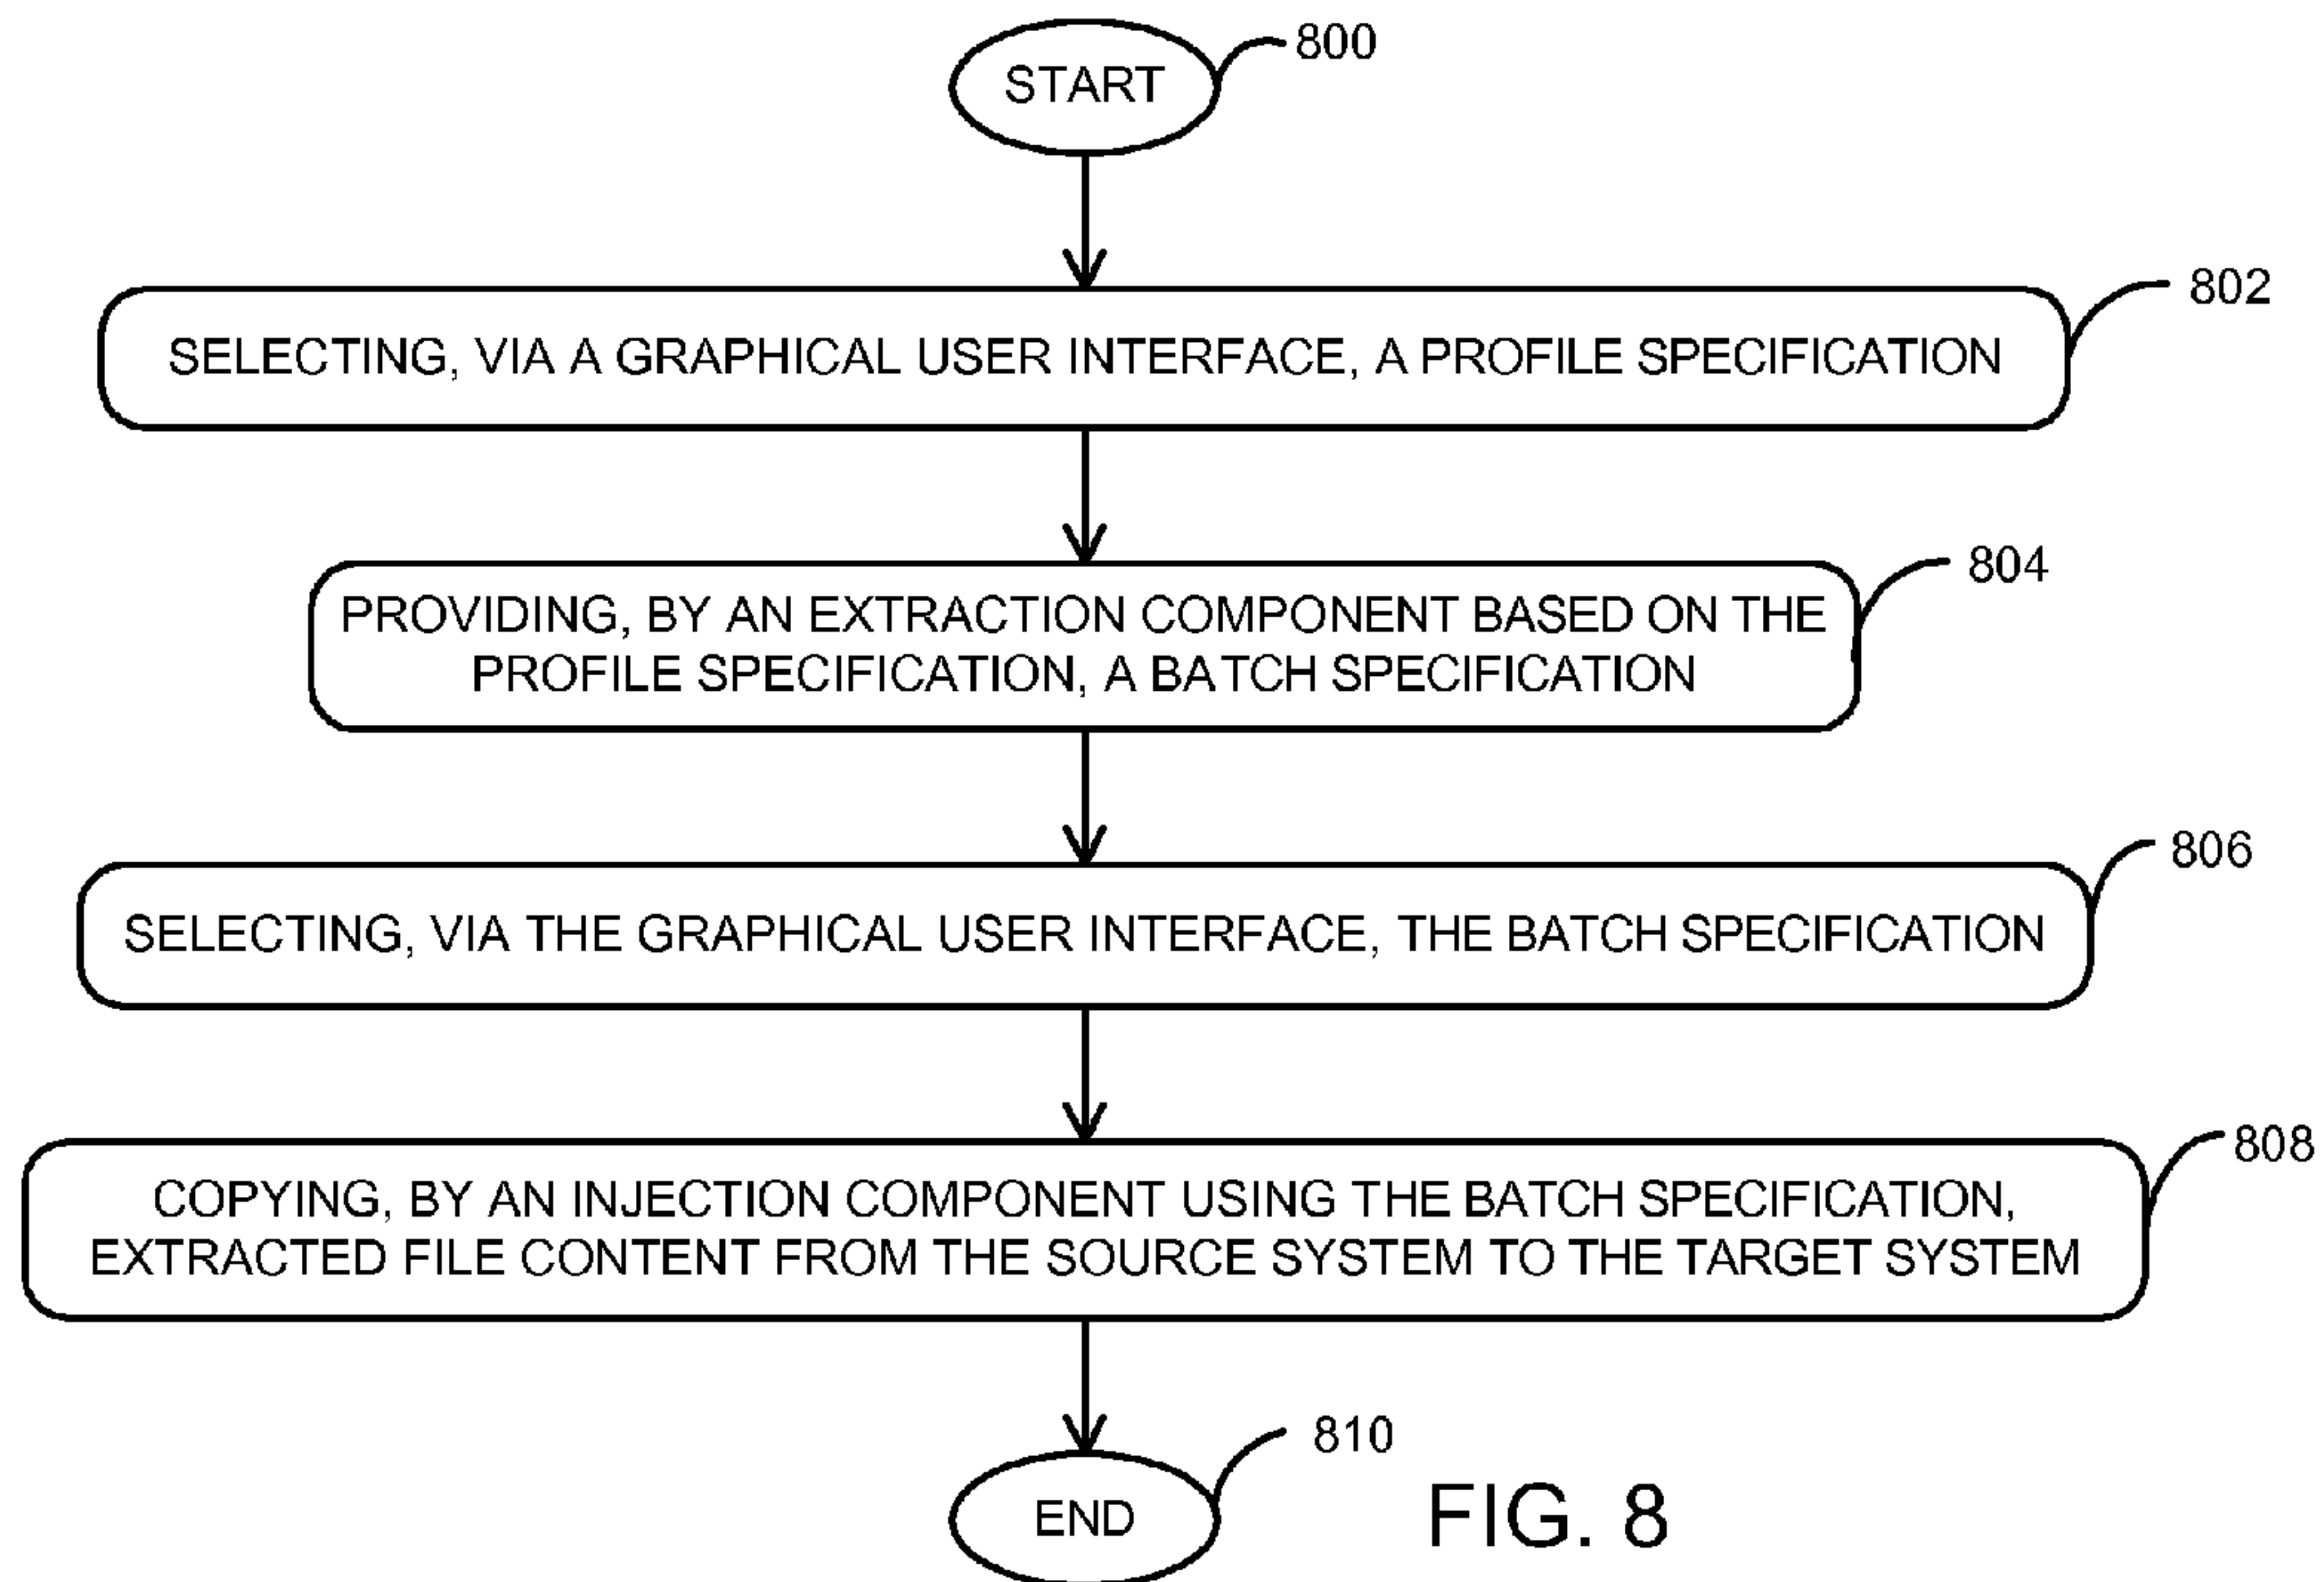 START
800
802
SELECTING, VIA A GRAPHICAL USER INTERFACE, A PROFILE SPECIFICATION
804
PROVIDING, BY AN EXTRACTION COMPONENT BASED ON THE
PROFILE SPECIFICATION, A BATCH SPECIFICATION
806
SELECTING, VIA THE GRAPHICAL USER INTERFACE, THE BATCH SPECIFICATION
808
COPYING, BY AN INJECTION COMPONENT USING THE BATCH SPECIFICATION,
EXTRACTED FILE CONTENT FROM THE SOURCE SYSTEM TO THE TARGET SYSTEM
810
END
FIG. 8